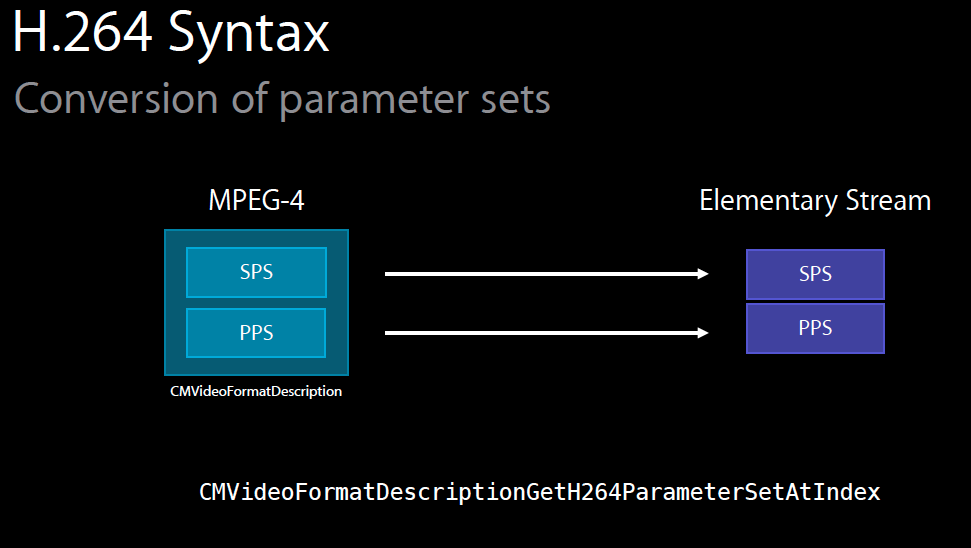 H.264 Syntax
Conversion of parameter sets
MPEG-4
Elementary Stream
SPS
SPS
PPS
PPS
CMVideoFormatDescription
CMVideoFormatDescriptionGetH264ParameterSetAtIndex